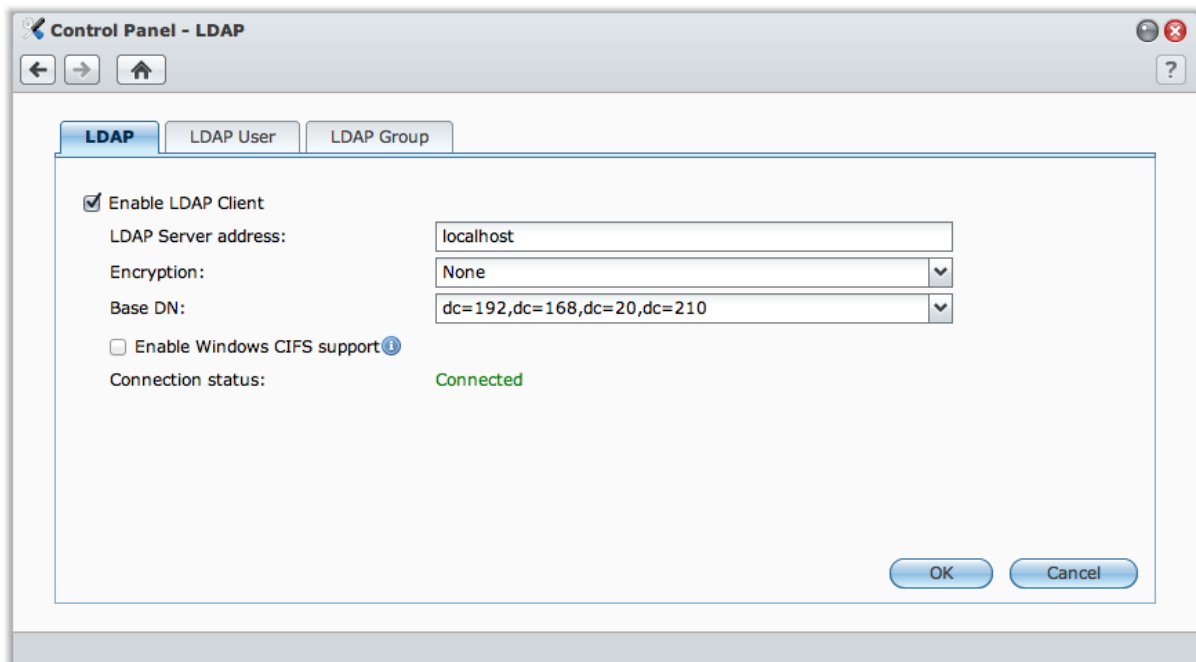 Control Panel - LDAP
?
LDAP LDAP User LDAP Group
Enable LDAP Client
LDAP Server address: localhost
Encryption: None
Base DN: dc=192,dc=168,dc=20,dc=210
Enable Windows CIFS support
Connection status: Connected
OK Cancel